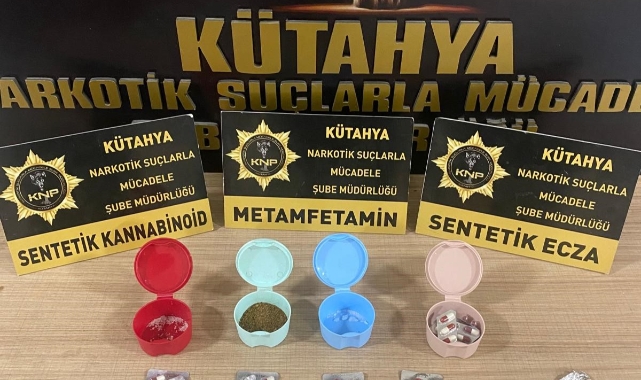 KÜTAHYA
NARKOTİK SUÇLARLA MÜCADE
KÜTAHYA
NARKOTİK SUÇLARLA
MÜCADELE
ŞUBE MÜDÜRLÜĞÜ
KNP
SENTETİK KANNABİNOİD
KÜTAHYA
NARKOTİK SUÇLARLA
MÜCADELE
ŞUBE MÜDÜRLÜĞÜ
KNP
METAMFETAMİN
KÜTAHYA
NARKOTİK SUÇLARLA
MÜCADELE
ŞUBE MÜDÜRLÜĞÜ
KNP
SENTETİK ECZA